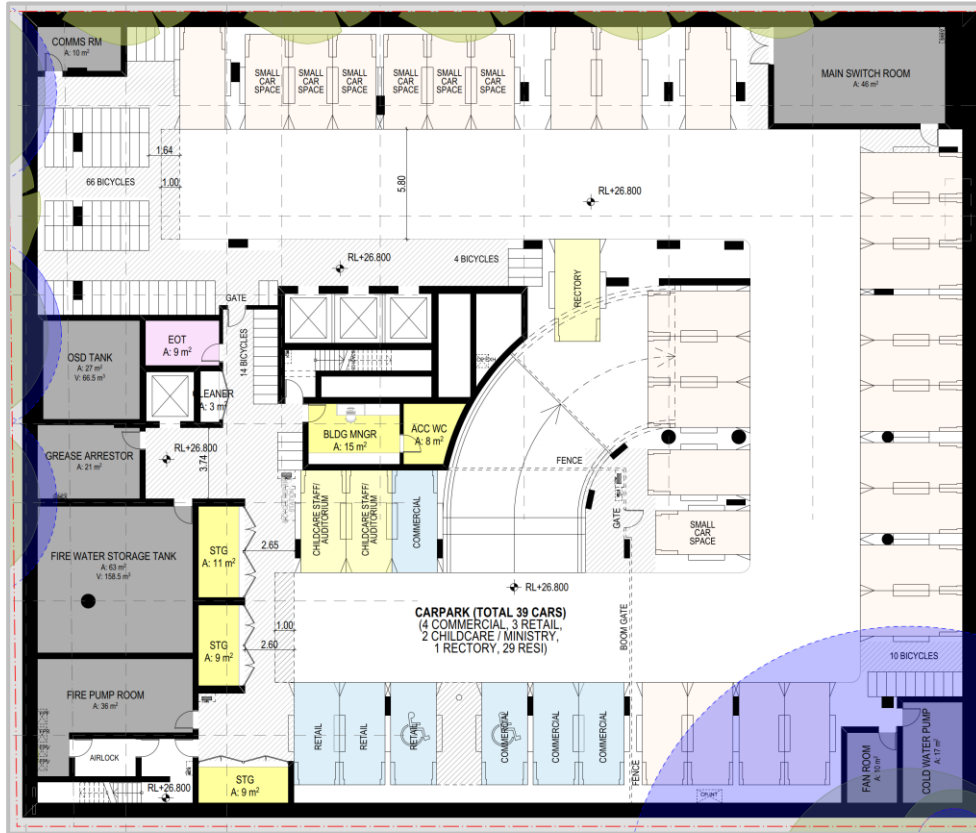 COMMS RM
A: 10 m²
SMALL
CAR
SPACE
SMALL
CAR
SPACE
SMALL
CAR
SPACE
SMALL
CAR
SPACE
SMALL
CAR
SPACE
MAIN SWITCH ROOM
A: 46 m²
1.64
5.80
66 BICYCLES
1.00
RL+26.800
RL+26.800
4 BICYCLES
RECTORY
GATE
OSD TANK
A: 27 m²
V: 66.5 m³
EOT
A: 9 m²
14 BICYCLES
CLEANER
A: 3 m²
BLDG MNGR
A: 15 m²
ACC WC
A: 8 m²
RL+26.800
GREASE ARRESTOR
A: 21 m²
3.74
FENCE
CHILDCARE STAFF/
AUDITORIUM
CHILDCARE STAFF/
AUDITORIUM
COMMERCIAL
GATE
SMALL
CAR
SPACE
FIRE WATER STORAGE TANK
A: 63 m²
V: 158.5 m³
STG
A: 11 m²
2.65
RL+26.800
CARPARK (TOTAL 39 CARS)
(4 COMMERCIAL, 3 RETAIL,
2 CHILDCARE / MINISTRY,
1 RECTORY, 29 RESI)
1.00
BOOM GATE
STG
A: 9 m²
2.60
10 BICYCLES
FIRE PUMP ROOM
A: 36 m²
RETAIL
RETAIL
RETAIL
COMMERCIAL
COMMERCIAL
COMMERCIAL
AIRLOCK
FENCE
FAN ROOM
A: 10 m²
COLD WATER PUMP
A: 17 m²
STG
A: 9 m²
RL+26.800